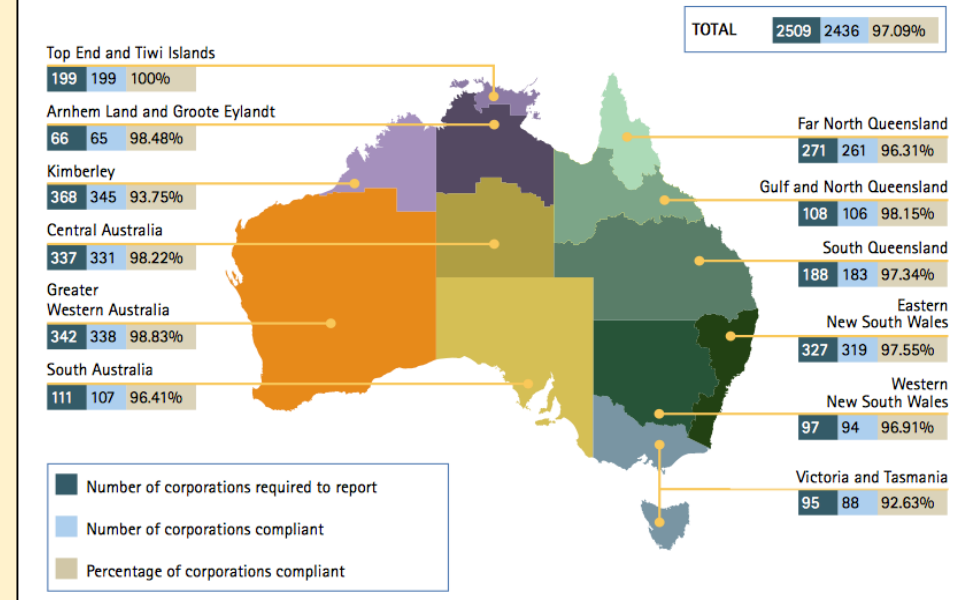 TOTAL 2509 2436 97.09%
Top End and Tiwi Islands
199 199 100%
Arnhem Land and Groote Eylandt
66 65 98.48%
Kimberley
368 345 93.75%
Central Australia
337 331 98.22%
Greater
Western Australia
342 338 98.83%
South Australia
111 107 96.41%
Far North Queensland
271 261 96.31%
Gulf and North Queensland
108 106 98.15%
South Queensland
188 183 97.34%
Eastern
New South Wales
327 319 97.55%
Western
New South Wales
97 94 96.91%
Victoria and Tasmania
95 88 92.63%
Number of corporations required to report
Number of corporations compliant
Percentage of corporations compliant